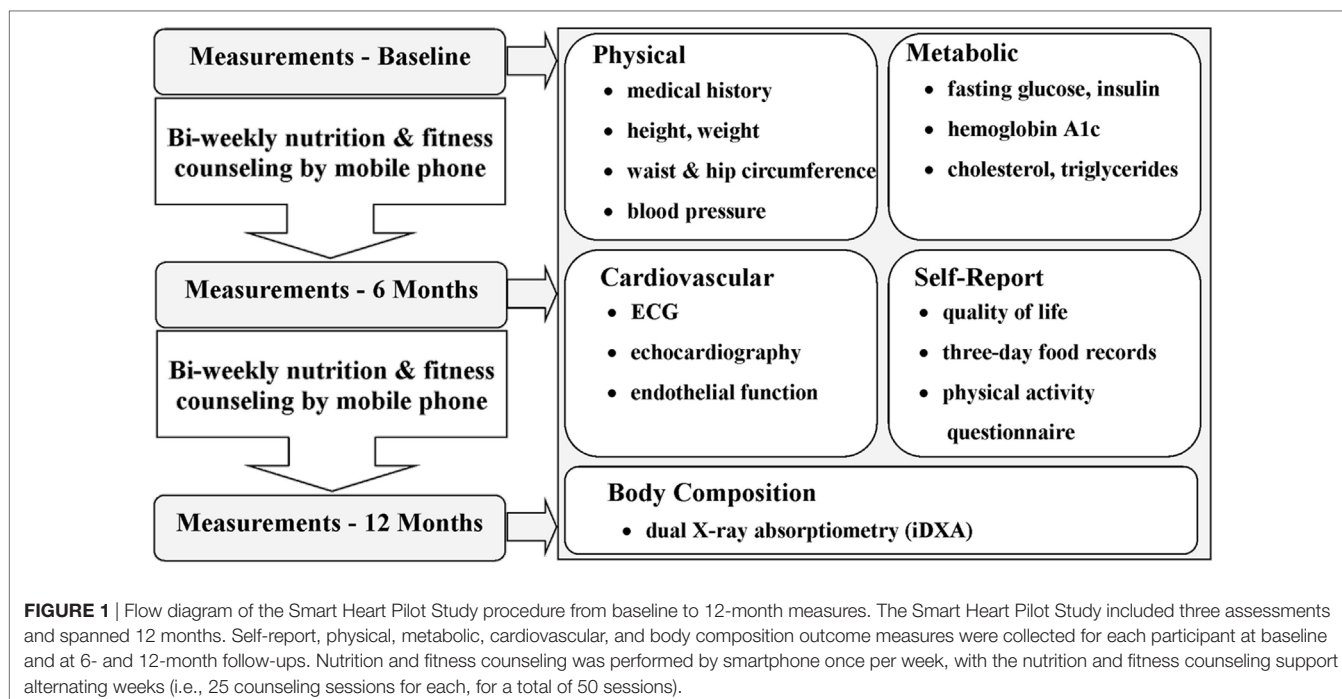 Measurements - Baseline
Bi-weekly nutrition & fitness
counseling by mobile phone
Measurements - 6 Months
Bi-weekly nutrition & fitness
counseling by mobile phone
Measurements - 12 Months
Physical
• medical history
• height, weight
• waist & hip circumference
• blood pressure
Metabolic
• fasting glucose, insulin
• hemoglobin A1c
• cholesterol, triglycerides
Cardiovascular
• ECG
• echocardiography
• endothelial function
Self-Report
• quality of life
• three-day food records
• physical activity
questionnaire
Body Composition
• dual X-ray absorptiometry (iDXA)
FIGURE 1 | Flow diagram of the Smart Heart Pilot Study procedure from baseline to 12-month measures. The Smart Heart Pilot Study included three assessments
and spanned 12 months. Self-report, physical, metabolic, cardiovascular, and body composition outcome measures were collected for each participant at baseline
and at 6- and 12-month follow-ups. Nutrition and fitness counseling was performed by smartphone once per week, with the nutrition and fitness counseling support
alternating weeks (i.e., 25 counseling sessions for each, for a total of 50 sessions).